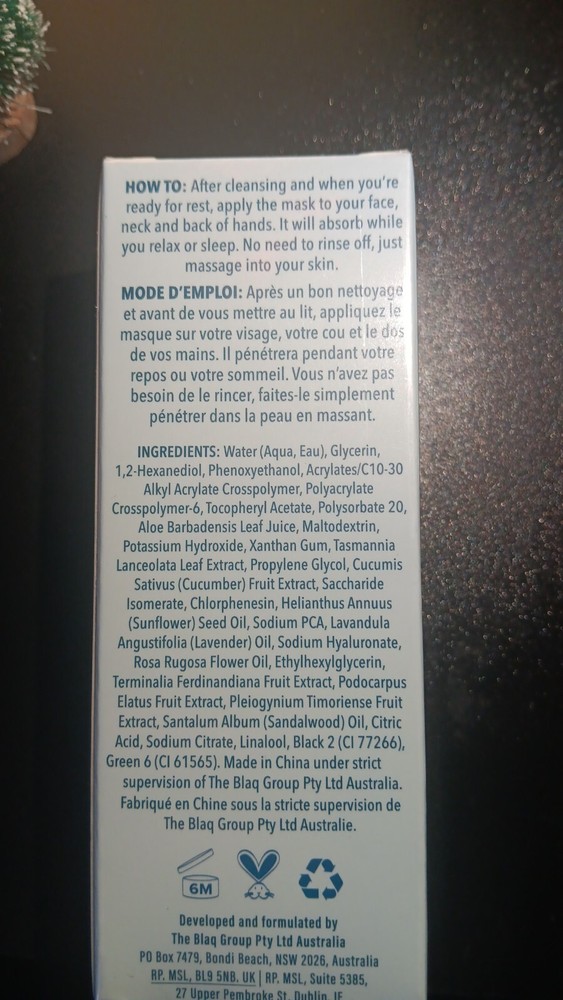 HOW TO: After cleansing and when you're
ready for rest, apply the mask to your face,
neck and back of hands. It will absorb while
you relax or sleep. No need to rinse off, just
massage into your skin.
MODE D'EMPLOI: Après un bon nettoyage
et avant de vous mettre au lit, appliquez le
masque sur votre visage, votre cou et le dos
de vos mains. Il pénétrera pendant votre
repos ou votre sommeil. Vous n'avez pas
besoin de le rincer, faites-le simplement
pénétrer dans la peau en massant.
INGREDIENTS: Water (Aqua, Eau), Glycerin,
1,2-Hexanediol, Phenoxyethanol, Acrylates/C10-30
Alkyl Acrylate Crosspolymer, Polyacrylate
Crosspolymer-6, Tocopheryl Acetate, Polysorbate 20,
Aloe Barbadensis Leaf Juice, Maltodextrin,
Potassium Hydroxide, Xanthan Gum, Tasmannia
Lanceolata Leaf Extract, Propylene Glycol, Cucumis
Sativus (Cucumber) Fruit Extract, Saccharide
Isomerate, Chlorphenesin, Helianthus Annuus
(Sunflower) Seed Oil, Sodium PCA, Lavandula
Angustifolia (Lavender) Oil, Sodium Hyaluronate,
Rosa Rugosa Flower Oil, Ethylhexylglycerin,
Terminalia Ferdinandiana Fruit Extract, Podocarpus
Elatus Fruit Extract, Pleiogynium Timoriense Fruit
Extract, Santalum Album (Sandalwood) Oil, Citric
Acid, Sodium Citrate, Linalool, Black 2 (CI 77266),
Green 6 (CI 61565). Made in China under strict
supervision of The Blaq Group Pty Ltd Australia.
Fabriqué en Chine sous la stricte supervision de
The Blaq Group Pty Ltd Australie.
6M
Developed and formulated by
The Blaq Group Pty Ltd Australia
PO Box 7479, Bondi Beach, NSW 2026, Australia
RP. MSL, BL9 5NB. UK | RP. MSL, Suite 5385,
27 Upper Pembroke St. Dublin, IE